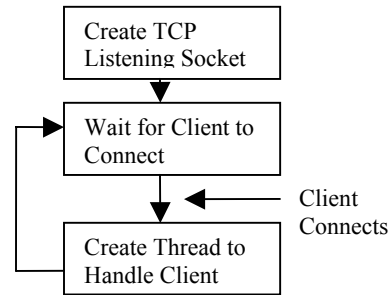 Create TCP
Listening Socket
Wait for Client to
Connect
Client
Connects
Create Thread to
Handle Client